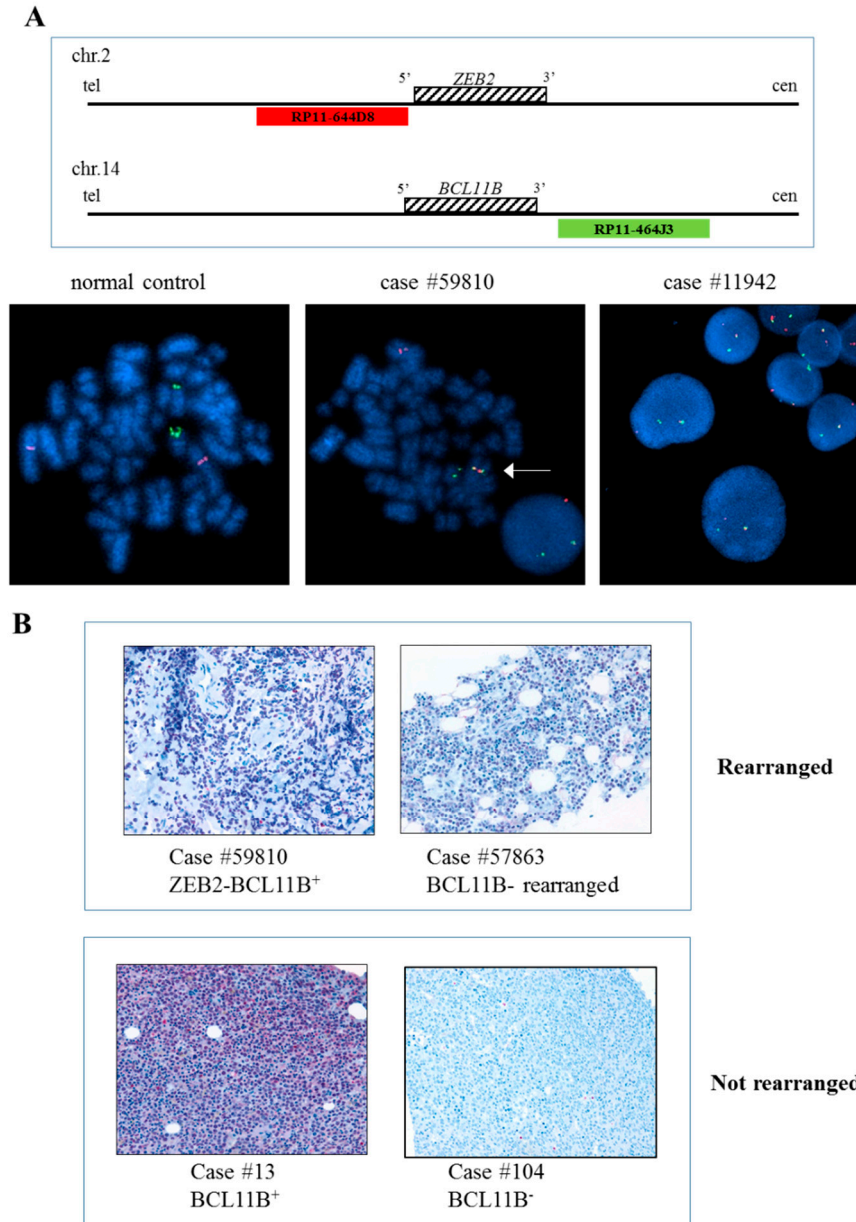 A
chr.2
tel
5’ ZEB2 3’
cen
RP11-644D8
chr.14
tel
5’ BCL11B 3’
cen
RP11-464J3
normal control
case #59810
case #11942
B
Rearranged
Case #59810
ZEB2-BCL11B+
Case #57863
BCL11B- rearranged
Not rearranged
Case #13
BCL11B+
Case #104
BCL11B-